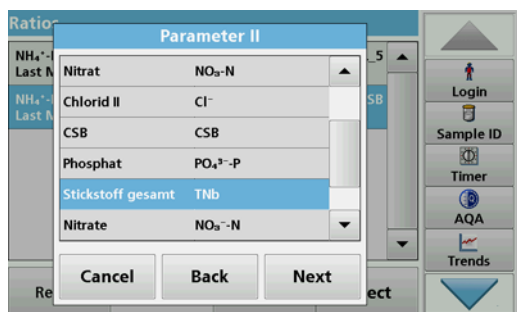 Ratios
Parameter II
NH₄⁺-
Last
_5
NH₄⁺-
Last
SB
Nitrat NO₃-N
Chlorid II Cl⁻
CSB CSB
Phosphat PO₄³⁻-P
Stickstoff gesamt TNb
Nitrate NO₃⁻-N
Cancel Back Next
Re
ect
Login
Sample ID
Timer
AQA
Trends